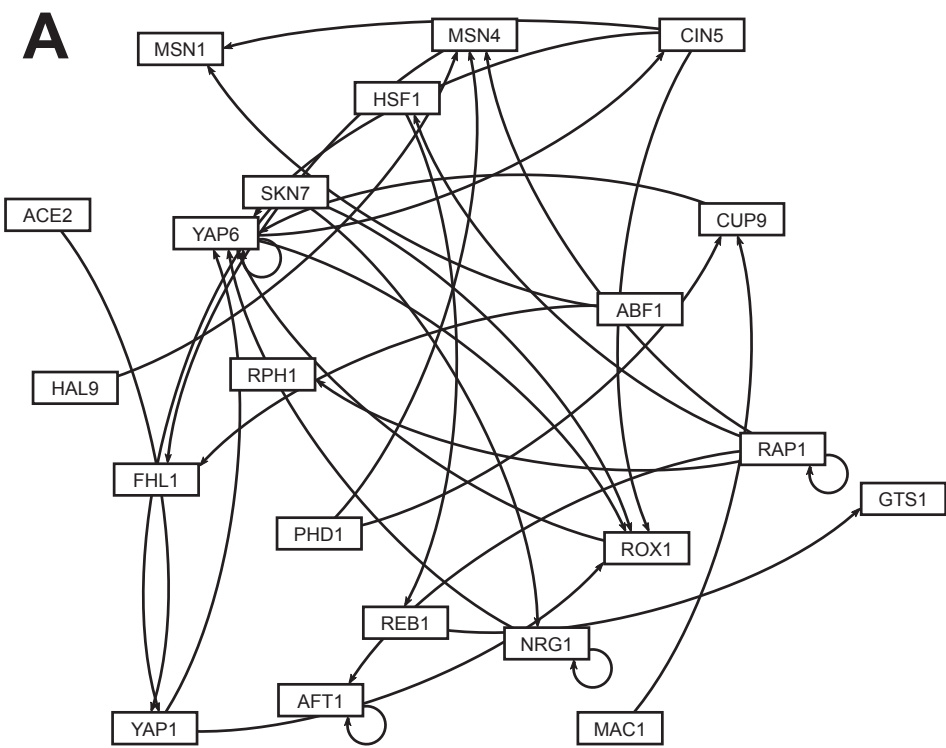 A
MSN1
MSN4
CIN5
HSF1
SKN7
ACE2
YAP6
CUP9
ABF1
HAL9
RPH1
RAP1
FHL1
GTS1
PHD1
ROX1
REB1
NRG1
AFT1
YAP1
MAC1